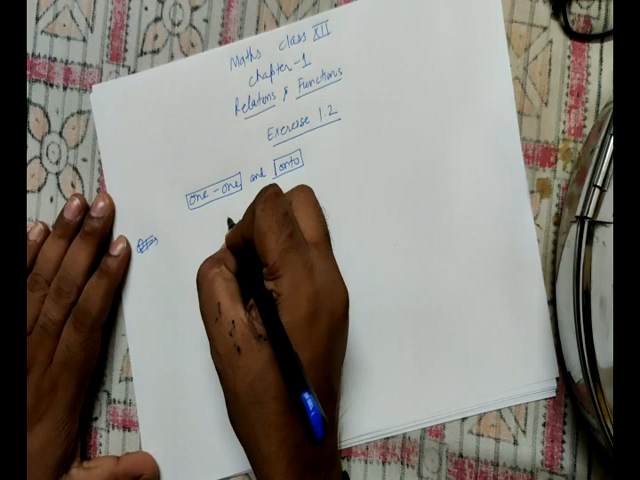 Maths class XII
chapter-1
Relations & Functions
Exercise 1.2
one-one and onto